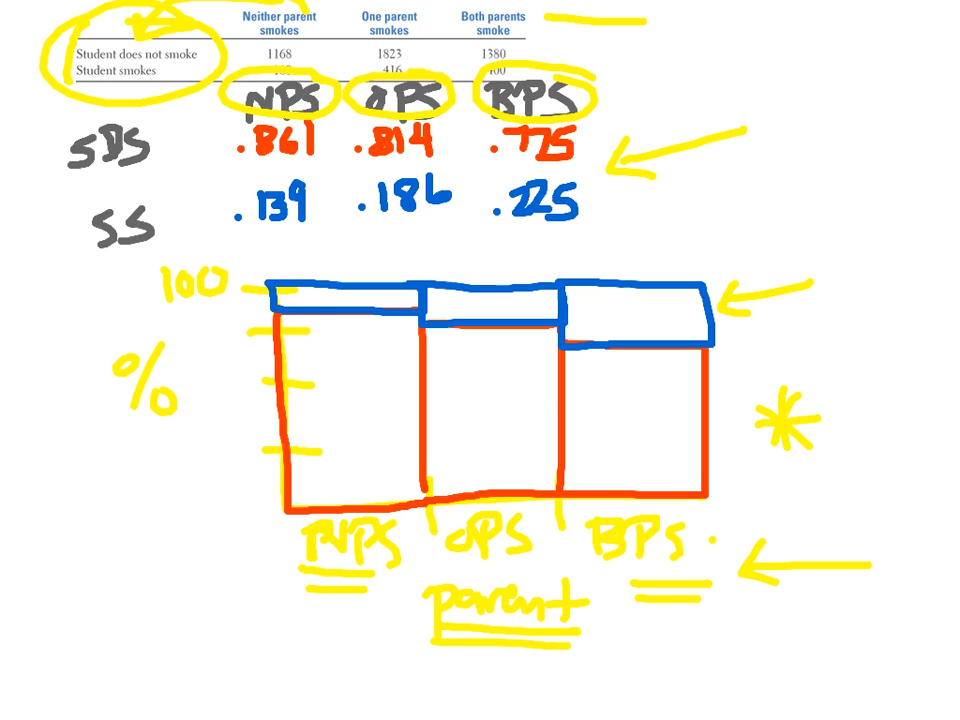 Neither parent smokes One parent smokes Both parents smoke
Student does not smoke 1168 1823 1380
Student smokes 416
NPS OPS BPS
SDS .861 .814 .775
SS .139 .186 .225
100
%
*
NPS OPS BPS
parent